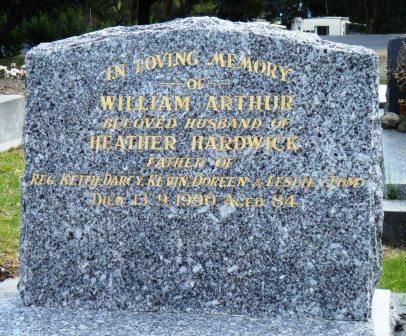 IN LOVING MEMORY
OF
WILLIAM ARTHUR
BELOVED HUSBAND OF
HEATHER HARDWICK
FATHER OF
REG, KEITH, DARCY, KEVIN, DOREEN & LESLIE
DIED 13.9.1990 AGED 84